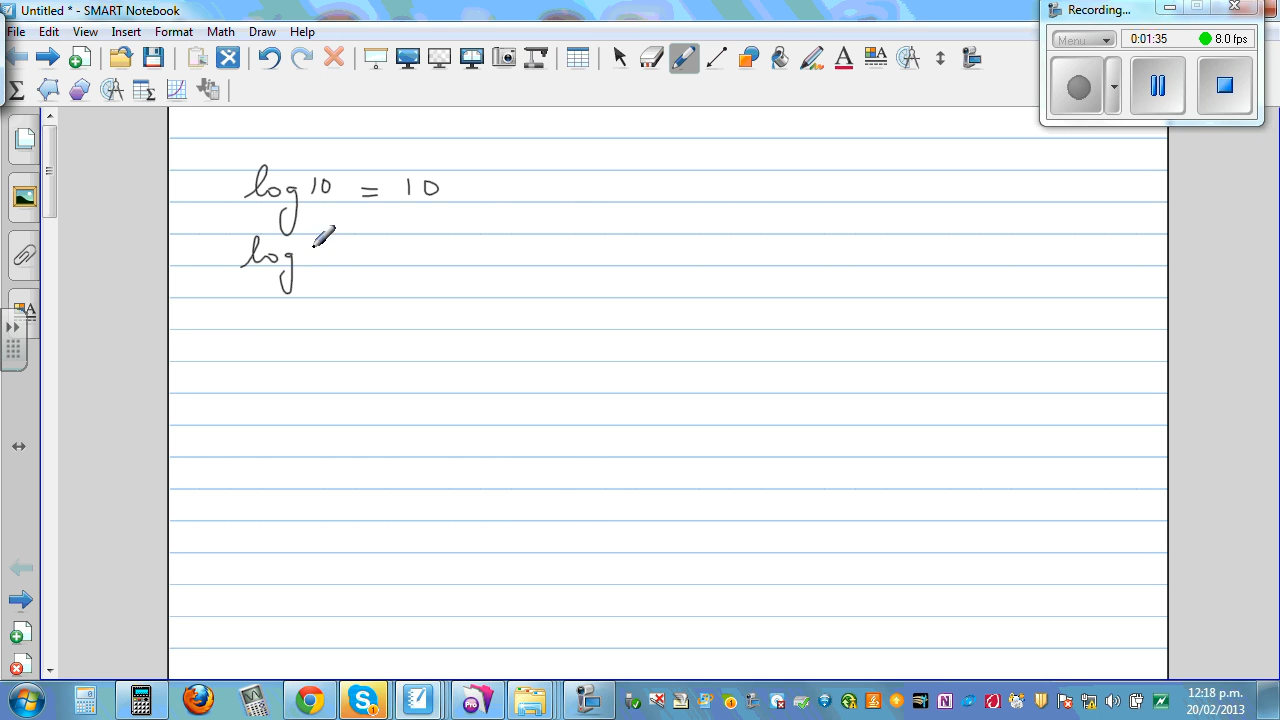 Untitled * - SMART Notebook
File Edit View Insert Format Math Draw Help
Recording...
Menu 0:01:35 8.0 fps
log 10 = 10
log
12:18 p.m.
20/02/2013